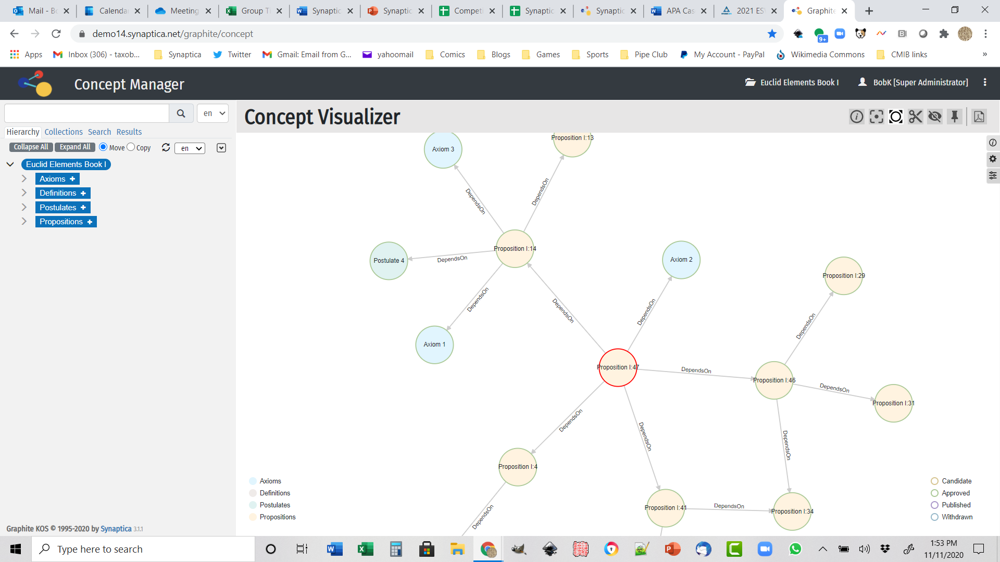 Mail - Bo
Calenda
Meeting
Group T
Synaptic
Synaptic
Competi
Synaptic
Synaptic
APA Cas
2021 ES
Graphite
demo14.synaptica.net/graphite/concept
9+
Apps
Inbox (306) - taxob...
Synaptica
Twitter
Gmail: Email from G...
yahoomail
Comics
Blogs
Games
Sports
Pipe Club
My Account - PayPal
Wikimedia Commons
CMIB links
»
Concept Manager
Euclid Elements Book I
BobK [Super Administrator]
en
Concept Visualizer
Hierarchy Collections Search Results
Collapse All Expand All Move Copy en
Euclid Elements Book I
Axioms +
Definitions +
Postulates +
Propositions +
Axiom 3
Proposition I:13
DependsOn
DependsOn
Proposition I:14
Postulate 4
DependsOn
Axiom 2
Proposition I:29
DependsOn
DependsOn
DependsOn
DependsOn
Axiom 1
Proposition I:47
DependsOn
Proposition I:46
DependsOn
Proposition I:31
DependsOn
DependsOn
DependsOn
Proposition I:4
DependsOn
Proposition I:41
DependsOn
Proposition I:34
Axioms
Definitions
Postulates
Propositions
Candidate
Approved
Published
Withdrawn
Graphite KOS © 1995-2020 by Synaptica 3.1.1
Type here to search
1:53 PM
11/11/2020